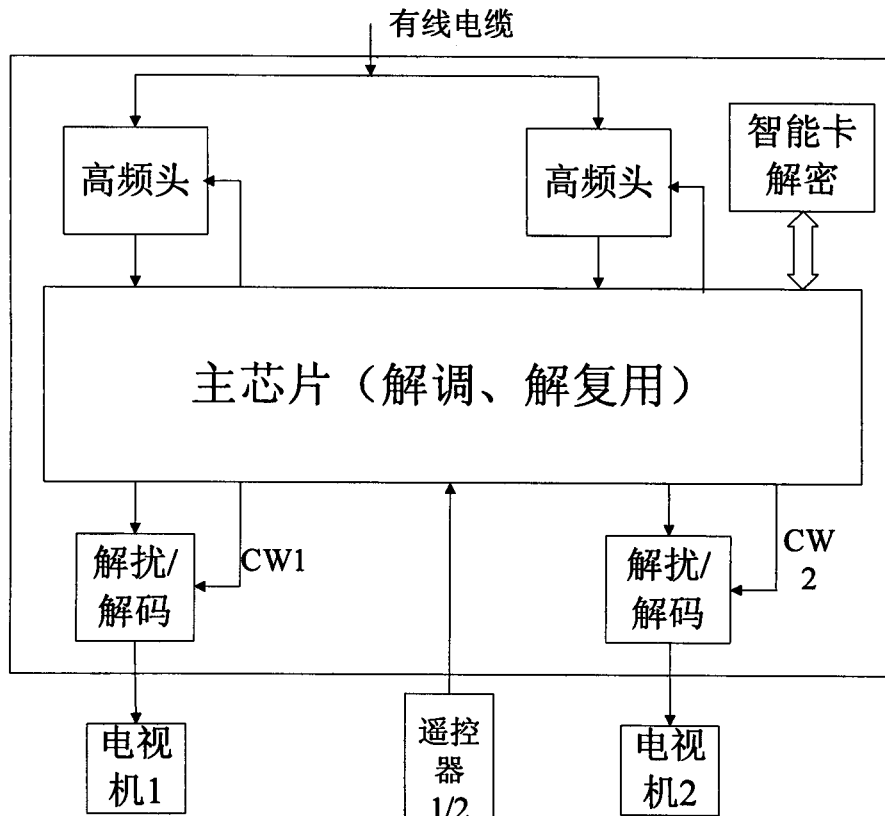 有线电缆
高频头
高频头
智能卡
解密
主芯片（解调、解复用）
解扰/
解码
CW1
解扰/
解码
CW
2
电视
机1
遥控
器
1/2
电视
机2